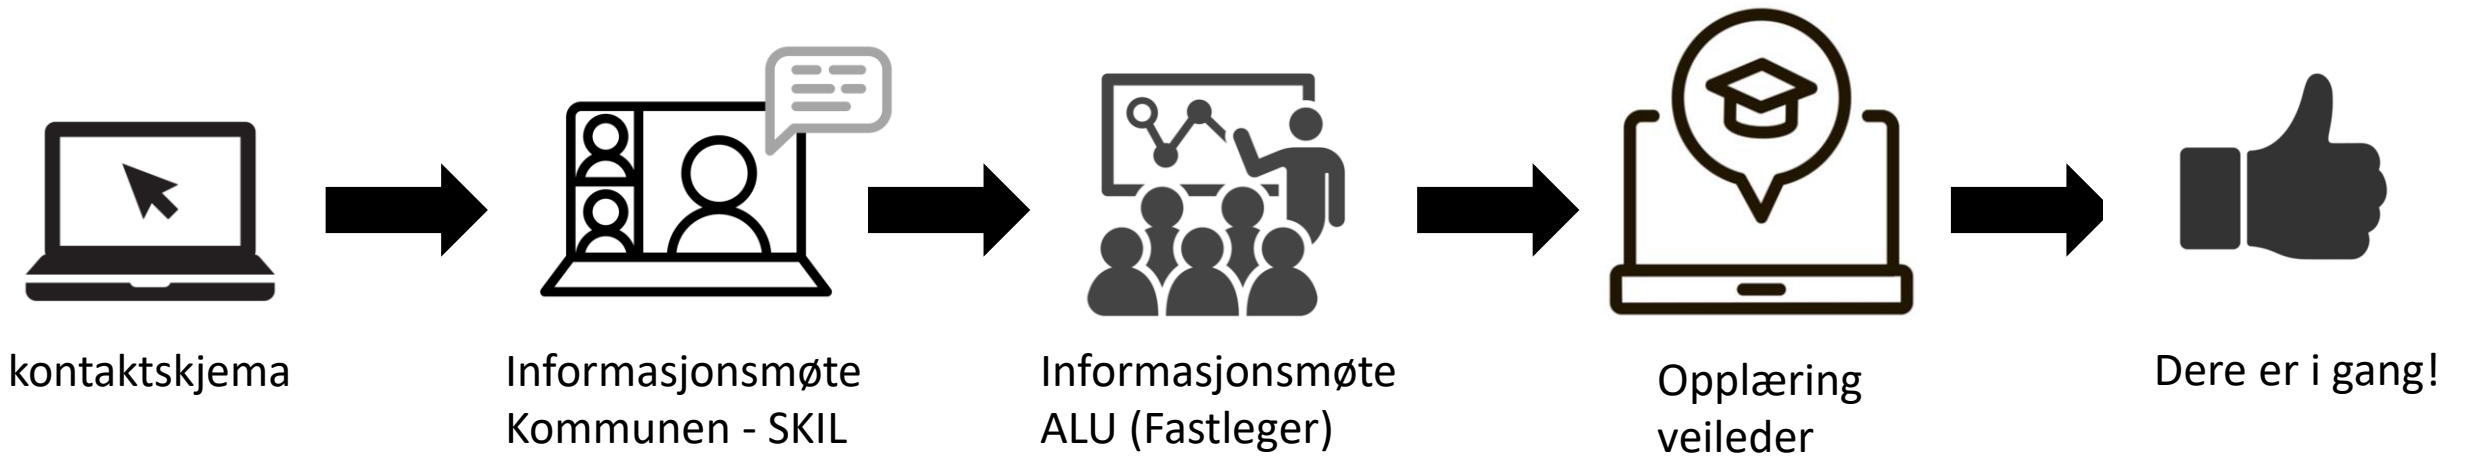 kontaktskjema
Informasjonsmøte
Kommunen - SKIL
Informasjonsmøte
ALU (Fastleger)
Opplæring
veileder
Dere er i gang!